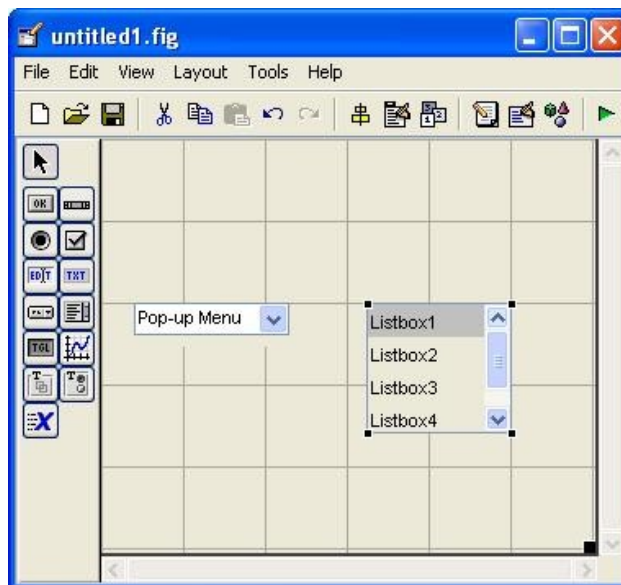 untitled1.fig
File Edit View Layout Tools Help
OK
EDIT TXT
TGL
T T
X
Pop-up Menu
Listbox1
Listbox2
Listbox3
Listbox4